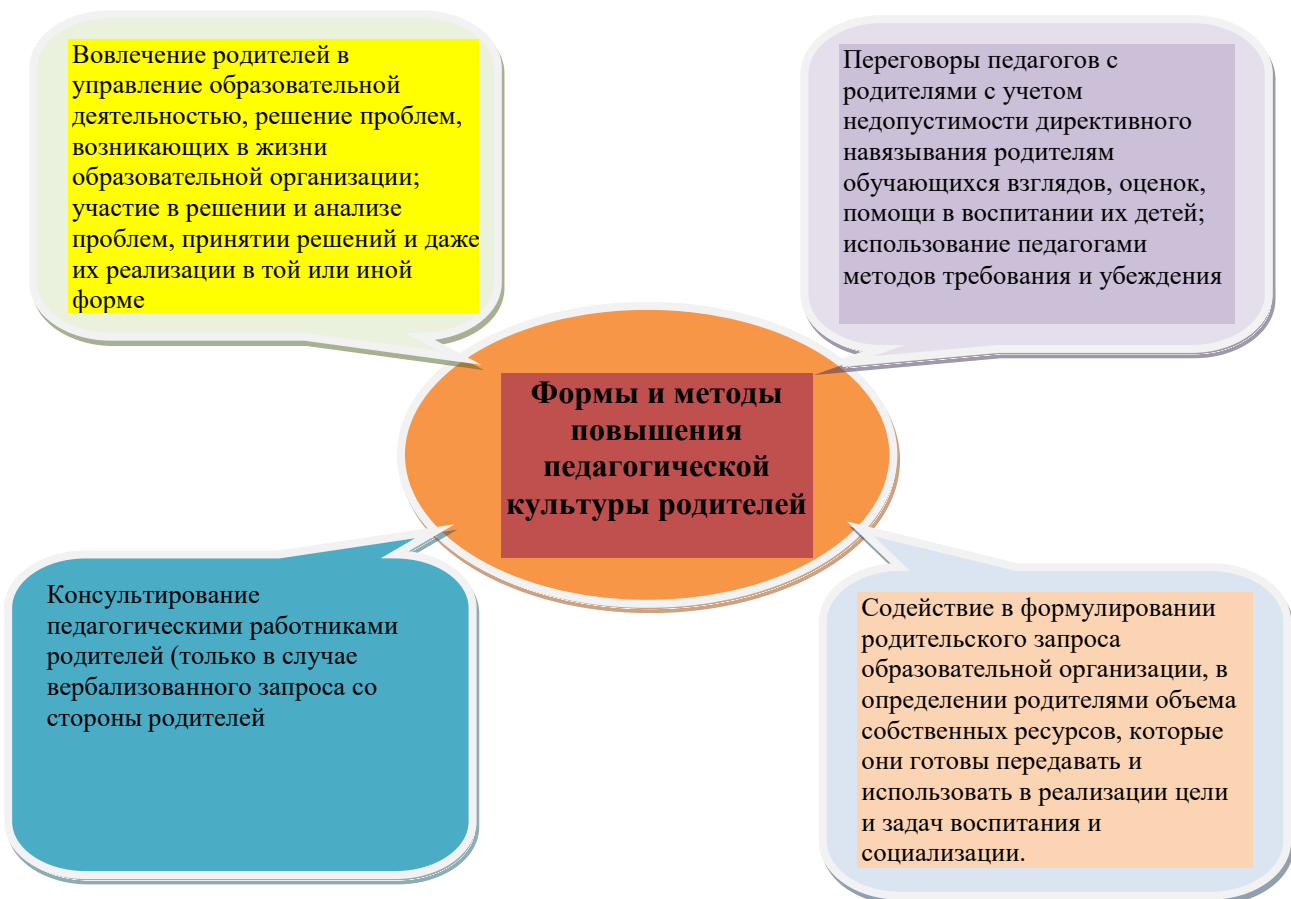 Вовлечение родителей в
управление образовательной
деятельностью, решение проблем,
возникающих в жизни
образовательной организации;
участие в решении и анализе
проблем, принятии решений и даже
их реализации в той или иной
форме
Переговоры педагогов с
родителями с учетом
недопустимости директивного
навязывания родителям
обучающихся взглядов, оценок,
помощи в воспитании их детей;
использование педагогами
методов требования и убеждения
Формы и методы
повышения
педагогической
культуры родителей
Консультирование
педагогическими работниками
родителей (только в случае
вербализованного запроса со
стороны родителей
Содействие в формулировании
родительского запроса
образовательной организации, в
определении родителями объема
собственных ресурсов, которые
они готовы передавать и
использовать в реализации цели
и задач воспитания и
социализации.